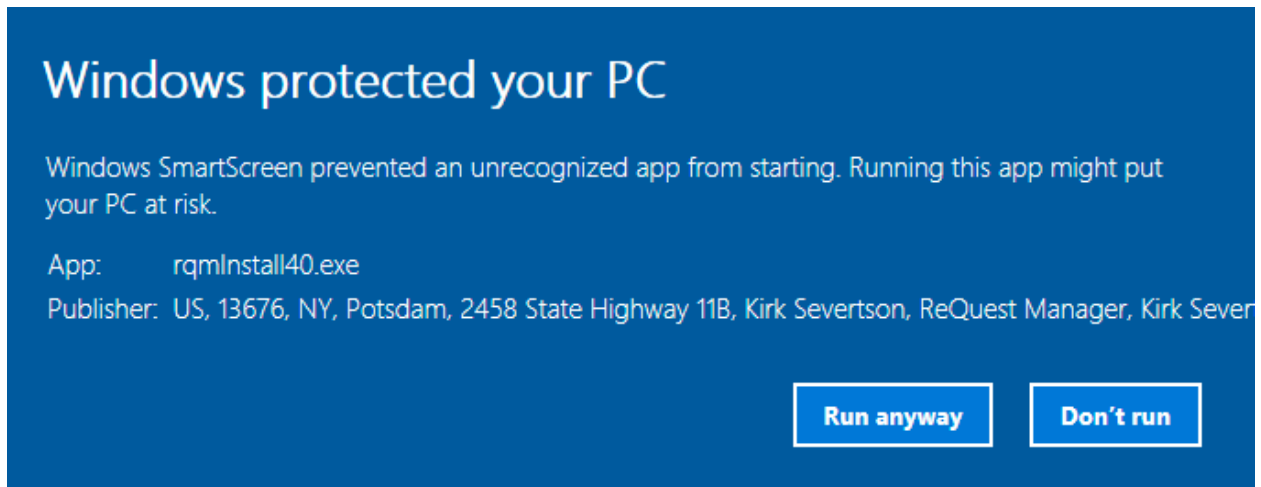 Windows protected your PC
Windows SmartScreen prevented an unrecognized app from starting. Running this app might put
your PC at risk.
App: rqmInstall40.exe
Publisher: US, 13676, NY, Potsdam, 2458 State Highway 11B, Kirk Severtson, ReQuest Manager, Kirk Sever
Run anyway Don't run